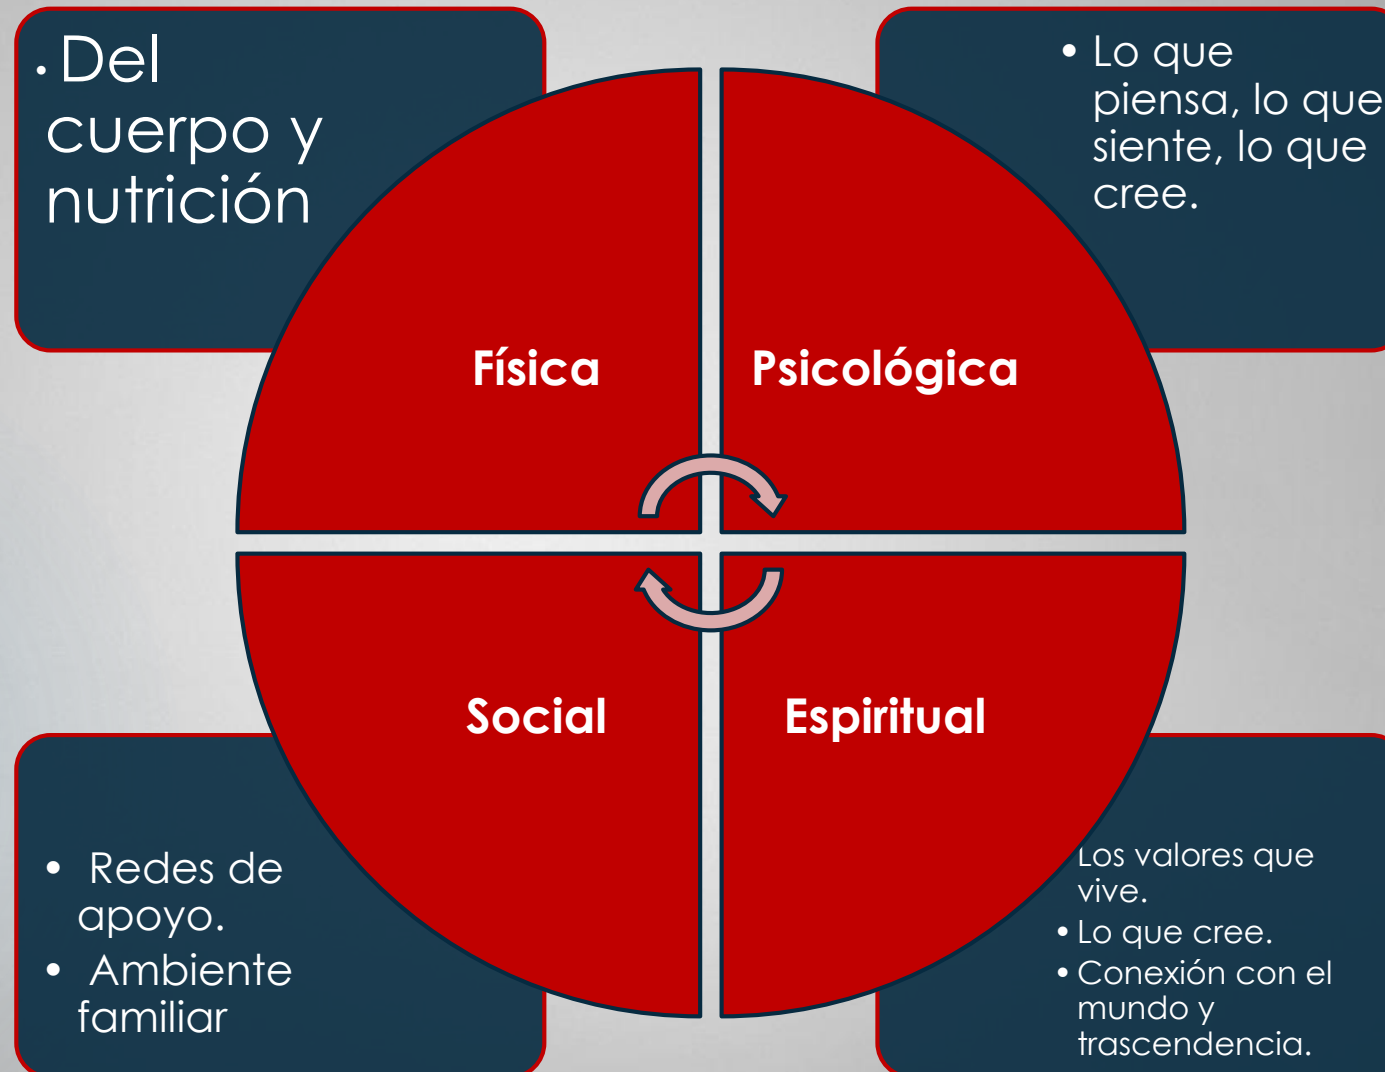 • Del
cuerpo y
nutrición
• Lo que
piensa, lo que
siente, lo que
cree.
Física
Psicológica
Social
Espiritual
• Redes de
apoyo.
• Ambiente
familiar
Los valores que
vive.
• Lo que cree.
• Conexión con el
mundo y
trascendencia.